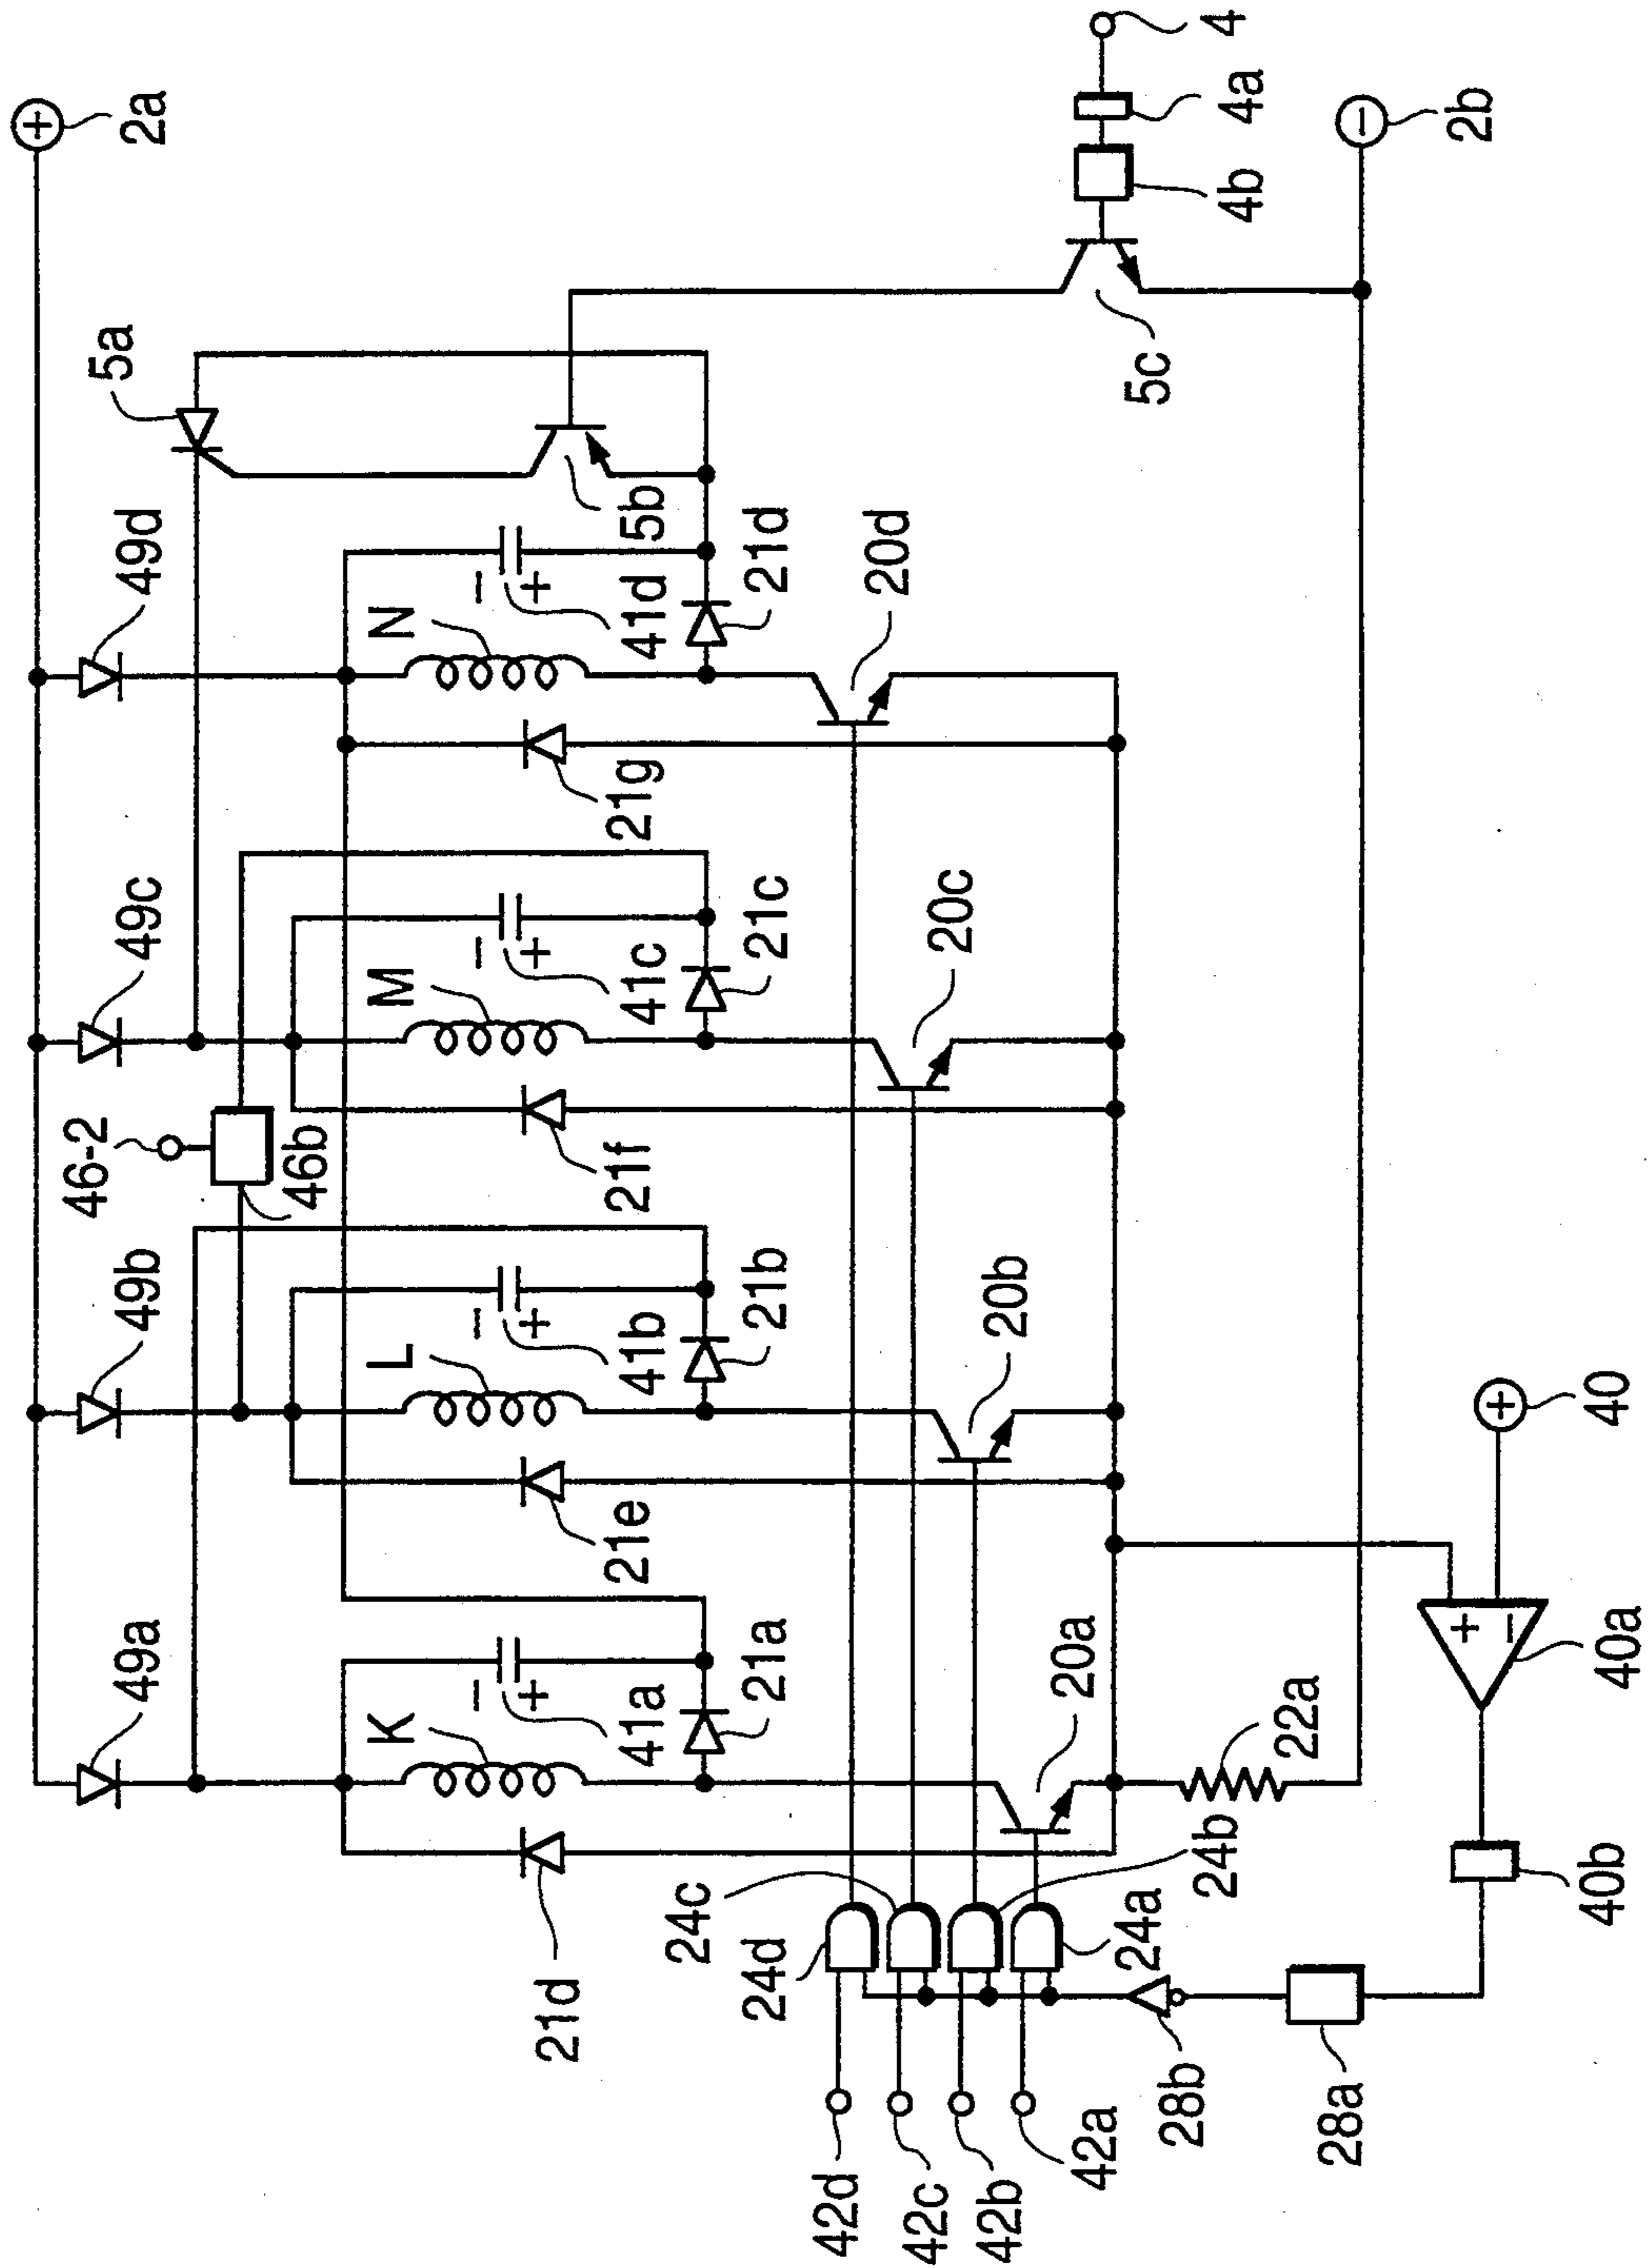 49a
49b
46-2
49c
49d
5a
+
2a
46b
K
L
M
N
−
+
41a
−
+
41b
−
+
41c
−
+
41d
5b
21d
21a
21e
21b
21f
21c
21g
21d
24d
24c
20a
20b
20c
20d
5c
4b
4a
4
42d
42c
42b
42a
24a
24b
28b
22a
28a
40b
+
−
40a
+
40
−
2b